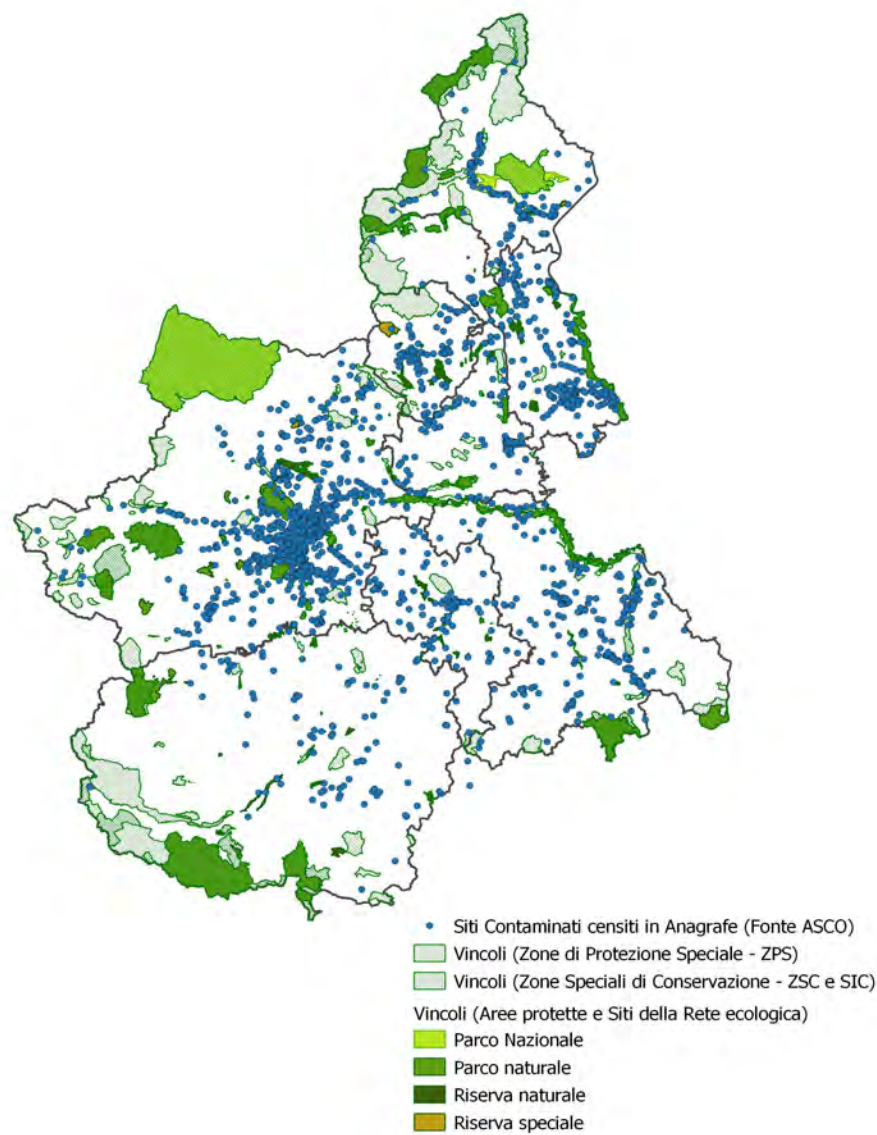 Siti Contaminati censiti in Anagrafe (Fonte ASCO)
Vincoli (Zone di Protezione Speciale - ZPS)
Vincoli (Zone Speciali di Conservazione - ZSC e SIC)
Vincoli (Aree protette e Siti della Rete ecologica)
Parco Nazionale
Parco naturale
Riserva naturale
Riserva speciale